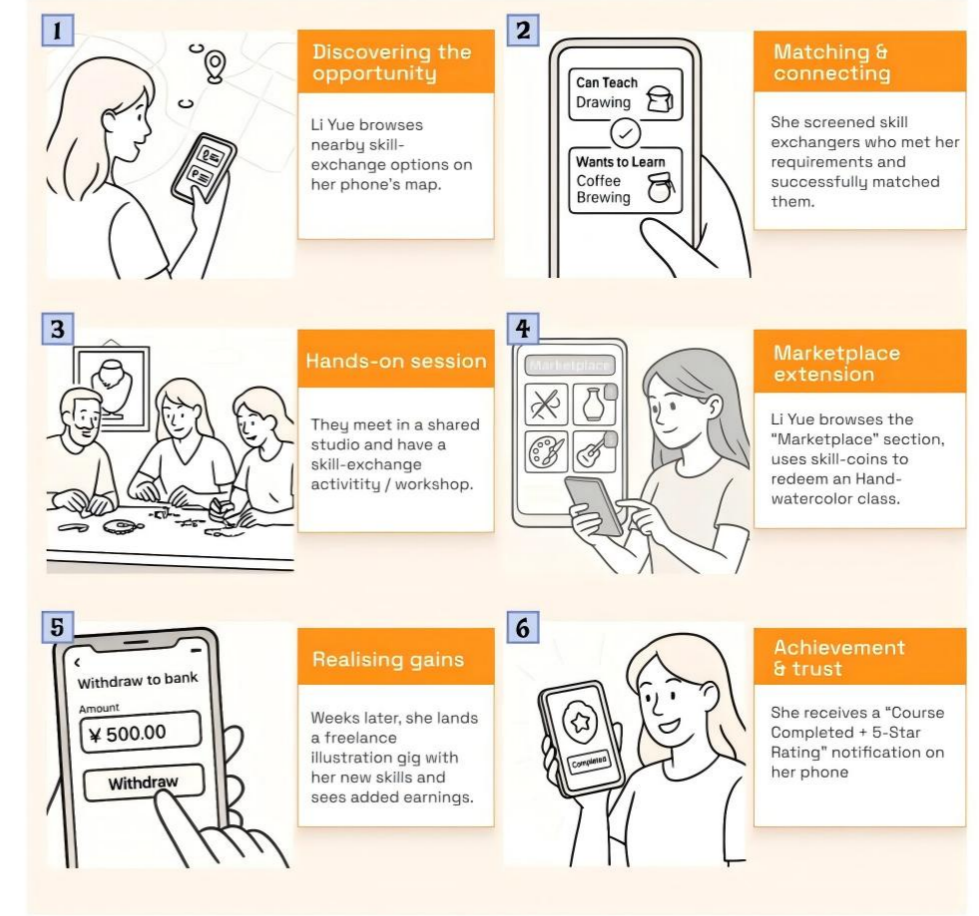 1
Discovering the
opportunity
Li Yue browses
nearby skill-
exchange options on
her phone's map.
2
Can Teach
Drawing
Wants to Learn
Coffee
Brewing
Matching &
connecting
She screened skill
exchangers who met her
requirements and
successfully matched
them.
3
Hands-on session
They meet in a shared
studio and have a
skill-exchange
activitity / workshop.
4
Marketplace
Marketplace
extension
Li Yue browses the
“Marketplace” section,
uses skill-coins to
redeem an Hand-
watercolor class.
5
Withdraw to bank
Amount
¥ 500.00
Withdraw
Realising gains
Weeks later, she lands
a freelance
illustration gig with
her new skills and
sees added earnings.
6
Completed
Achievement
& trust
She receives a “Course
Completed + 5-Star
Rating” notification on
her phone